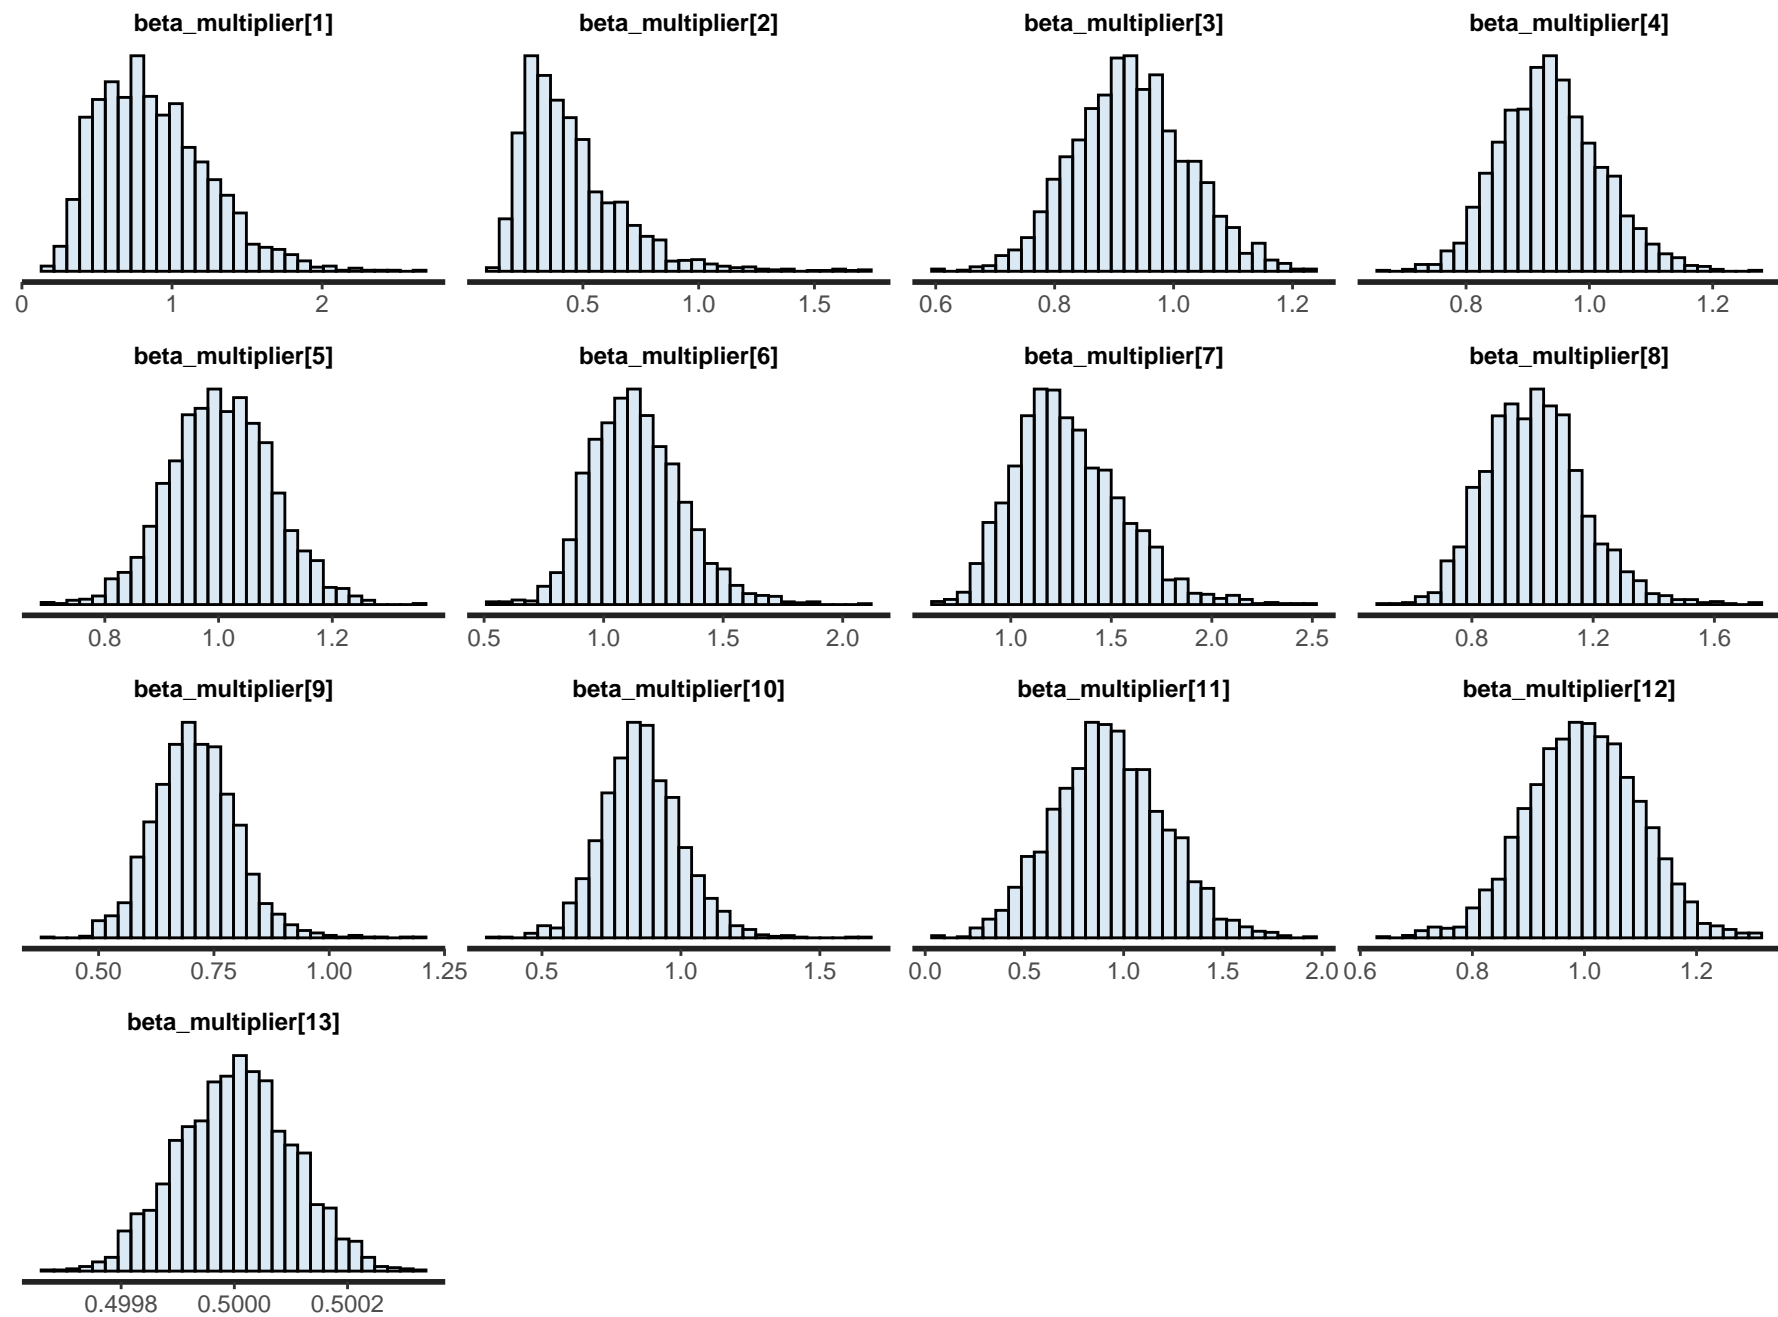 beta_multiplier[1] beta_multiplier[2] beta_multiplier[3] beta_multiplier[4]
0 1 2 0.5 1.0 1.5 0.6 0.8 1.0 1.2 0.8 1.0 1.2
beta_multiplier[5] beta_multiplier[6] beta_multiplier[7] beta_multiplier[8]
0.8 1.0 1.2 0.5 1.0 1.5 2.0 1.0 1.5 2.0 2.5 0.8 1.2 1.6
beta_multiplier[9] beta_multiplier[10] beta_multiplier[11] beta_multiplier[12]
0.50 0.75 1.00 1.25 0.5 1.0 1.5 0.0 0.5 1.0 1.5 2.0 0.6 0.8 1.0 1.2
beta_multiplier[13]
0.4998 0.5000 0.5002